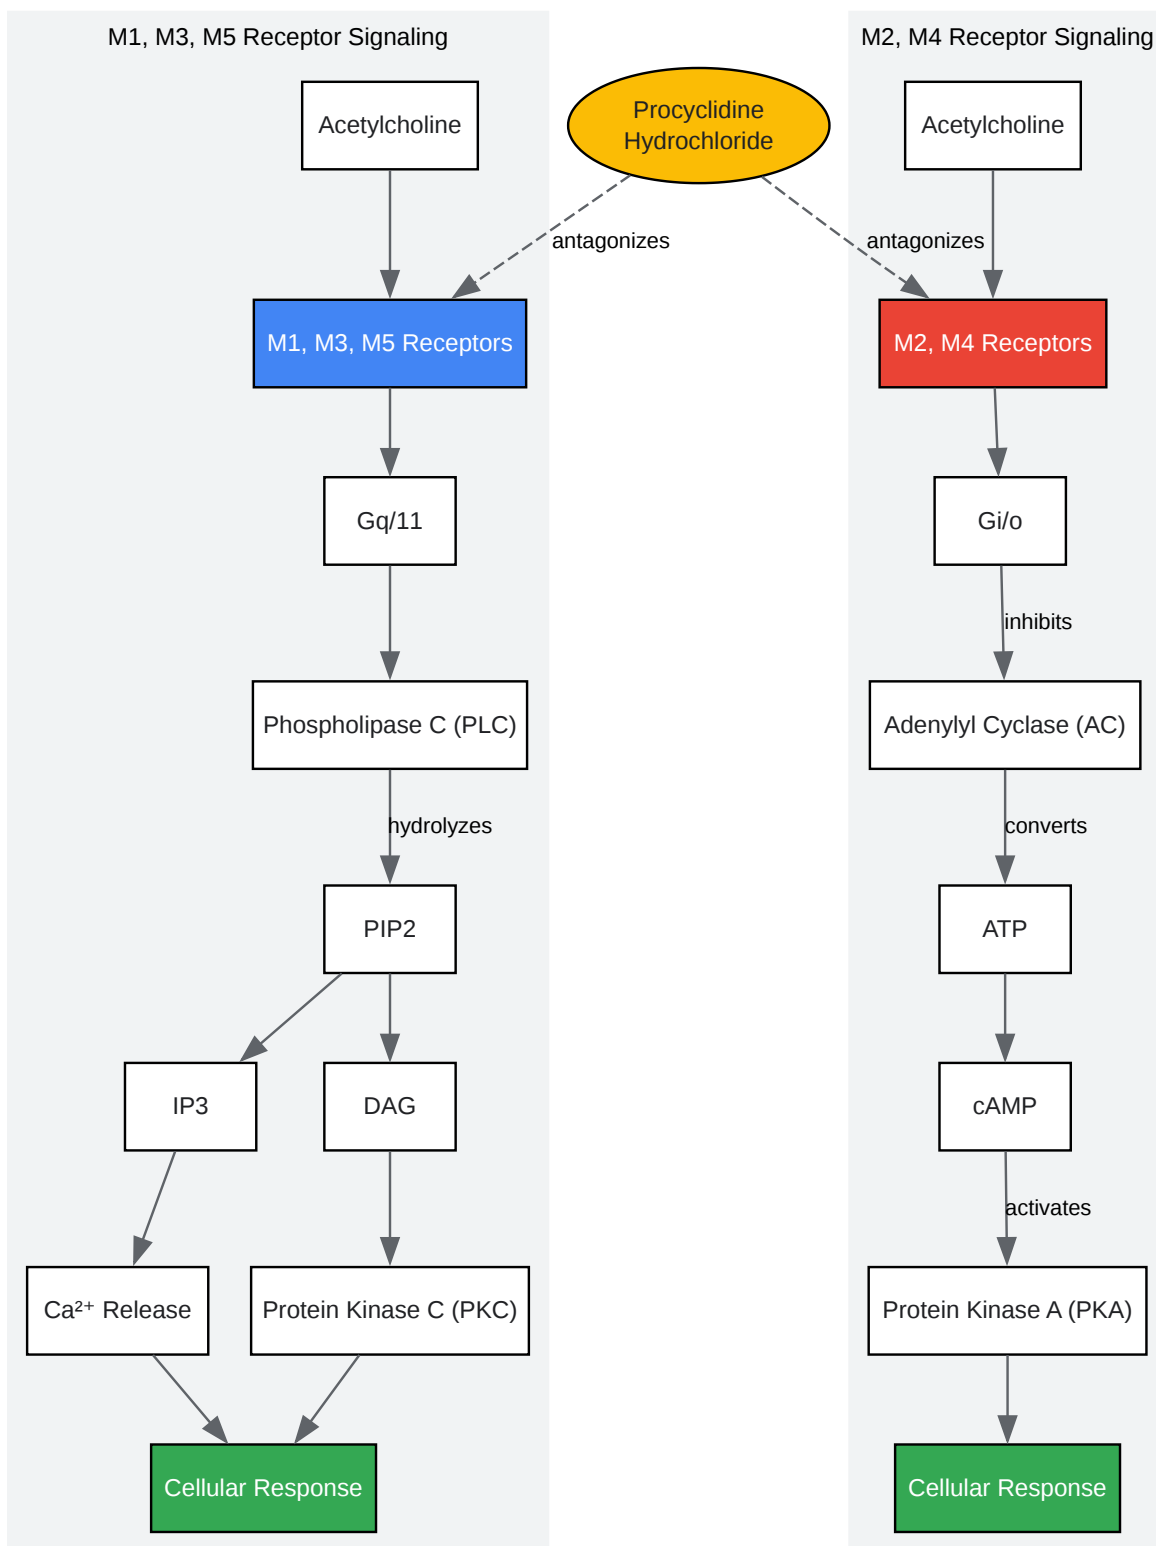 M1, M3, M5 Receptor Signaling
M2, M4 Receptor Signaling
Acetylcholine
Procyclidine
Hydrochloride
Acetylcholine
antagonizes
antagonizes
M1, M3, M5 Receptors
M2, M4 Receptors
Gq/11
Gi/o
inhibits
Phospholipase C (PLC)
Adenylyl Cyclase (AC)
hydrolyzes
converts
PIP2
ATP
IP3
DAG
cAMP
activates
Ca²⁺ Release
Protein Kinase C (PKC)
Protein Kinase A (PKA)
Cellular Response
Cellular Response